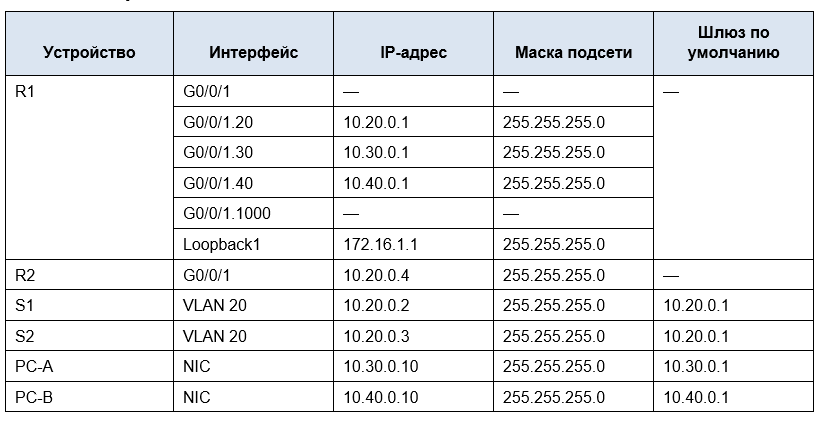 Устройство Интерфейс IP-адрес Маска подсети Шлюз по умолчанию
R1 G0/0/1 — — —
G0/0/1.20 10.20.0.1 255.255.255.0
G0/0/1.30 10.30.0.1 255.255.255.0
G0/0/1.40 10.40.0.1 255.255.255.0
G0/0/1.1000 — —
Loopback1 172.16.1.1 255.255.255.0
R2 G0/0/1 10.20.0.4 255.255.255.0 —
S1 VLAN 20 10.20.0.2 255.255.255.0 10.20.0.1
S2 VLAN 20 10.20.0.3 255.255.255.0 10.20.0.1
PC-A NIC 10.30.0.10 255.255.255.0 10.30.0.1
PC-B NIC 10.40.0.10 255.255.255.0 10.40.0.1